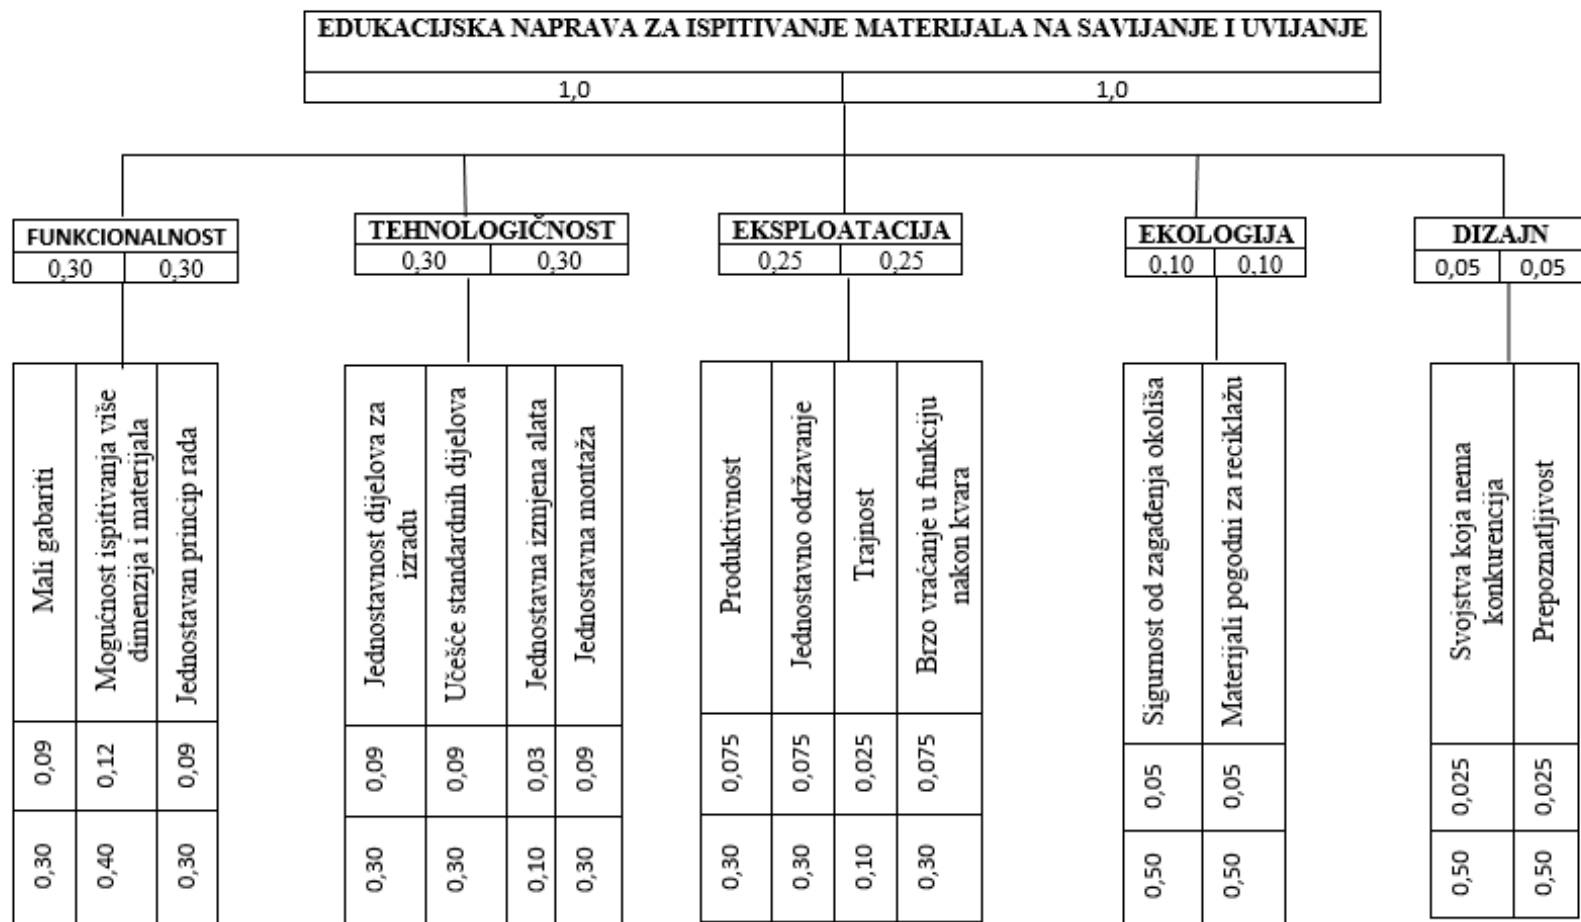 EDUKACIJSKA NAPRAVA ZA ISPITIVANJE MATERIJALA NA SAVIJANJE I UVIJANJE
1,0 1,0
FUNKCIONALNOST
0,30 0,30
Mali gabariti
Mogućnost ispitivanja više
dimenzija i materijala
Jednostavan princip rada
0,09 0,12 0,09
0,30 0,40 0,30
TEHNOLOGIČNOST
0,30 0,30
Jednostavnost dijelova za
izradu
Učešće standardnih dijelova
Jednostavna izmjena alata
Jednostavna montaža
0,09 0,09 0,03 0,09
0,30 0,30 0,10 0,30
EKSPLOATACIJA
0,25 0,25
Produktivnost
Jednostavno održavanje
Trajnost
Brzo vraćanje u funkciju
nakon kvara
0,075 0,075 0,025 0,075
0,30 0,30 0,10 0,30
EKOLOGIJA
0,10 0,10
Sigurnost od zagađenja okoliša
Materijali pogodni za reciklažu
0,05 0,05
0,50 0,50
DIZAJN
0,05 0,05
Svojstva koja nema
konkurencija
Prepoznatljivost
0,025 0,025
0,50 0,50